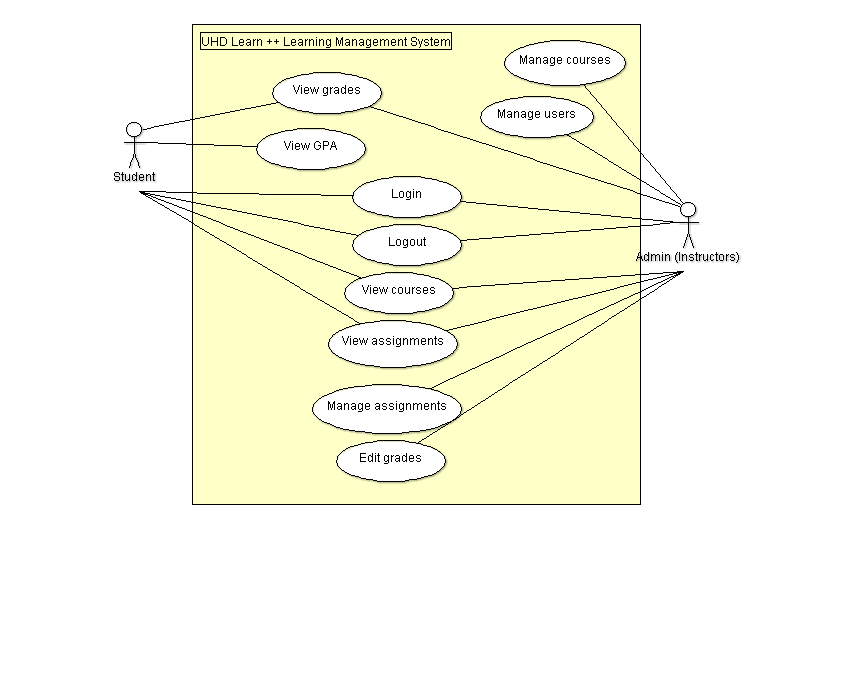 UHD Learn ++ Learning Management System
Manage courses
View grades
Manage users
View GPA
Student
Login
Logout
Admin (Instructors)
View courses
View assignments
Manage assignments
Edit grades